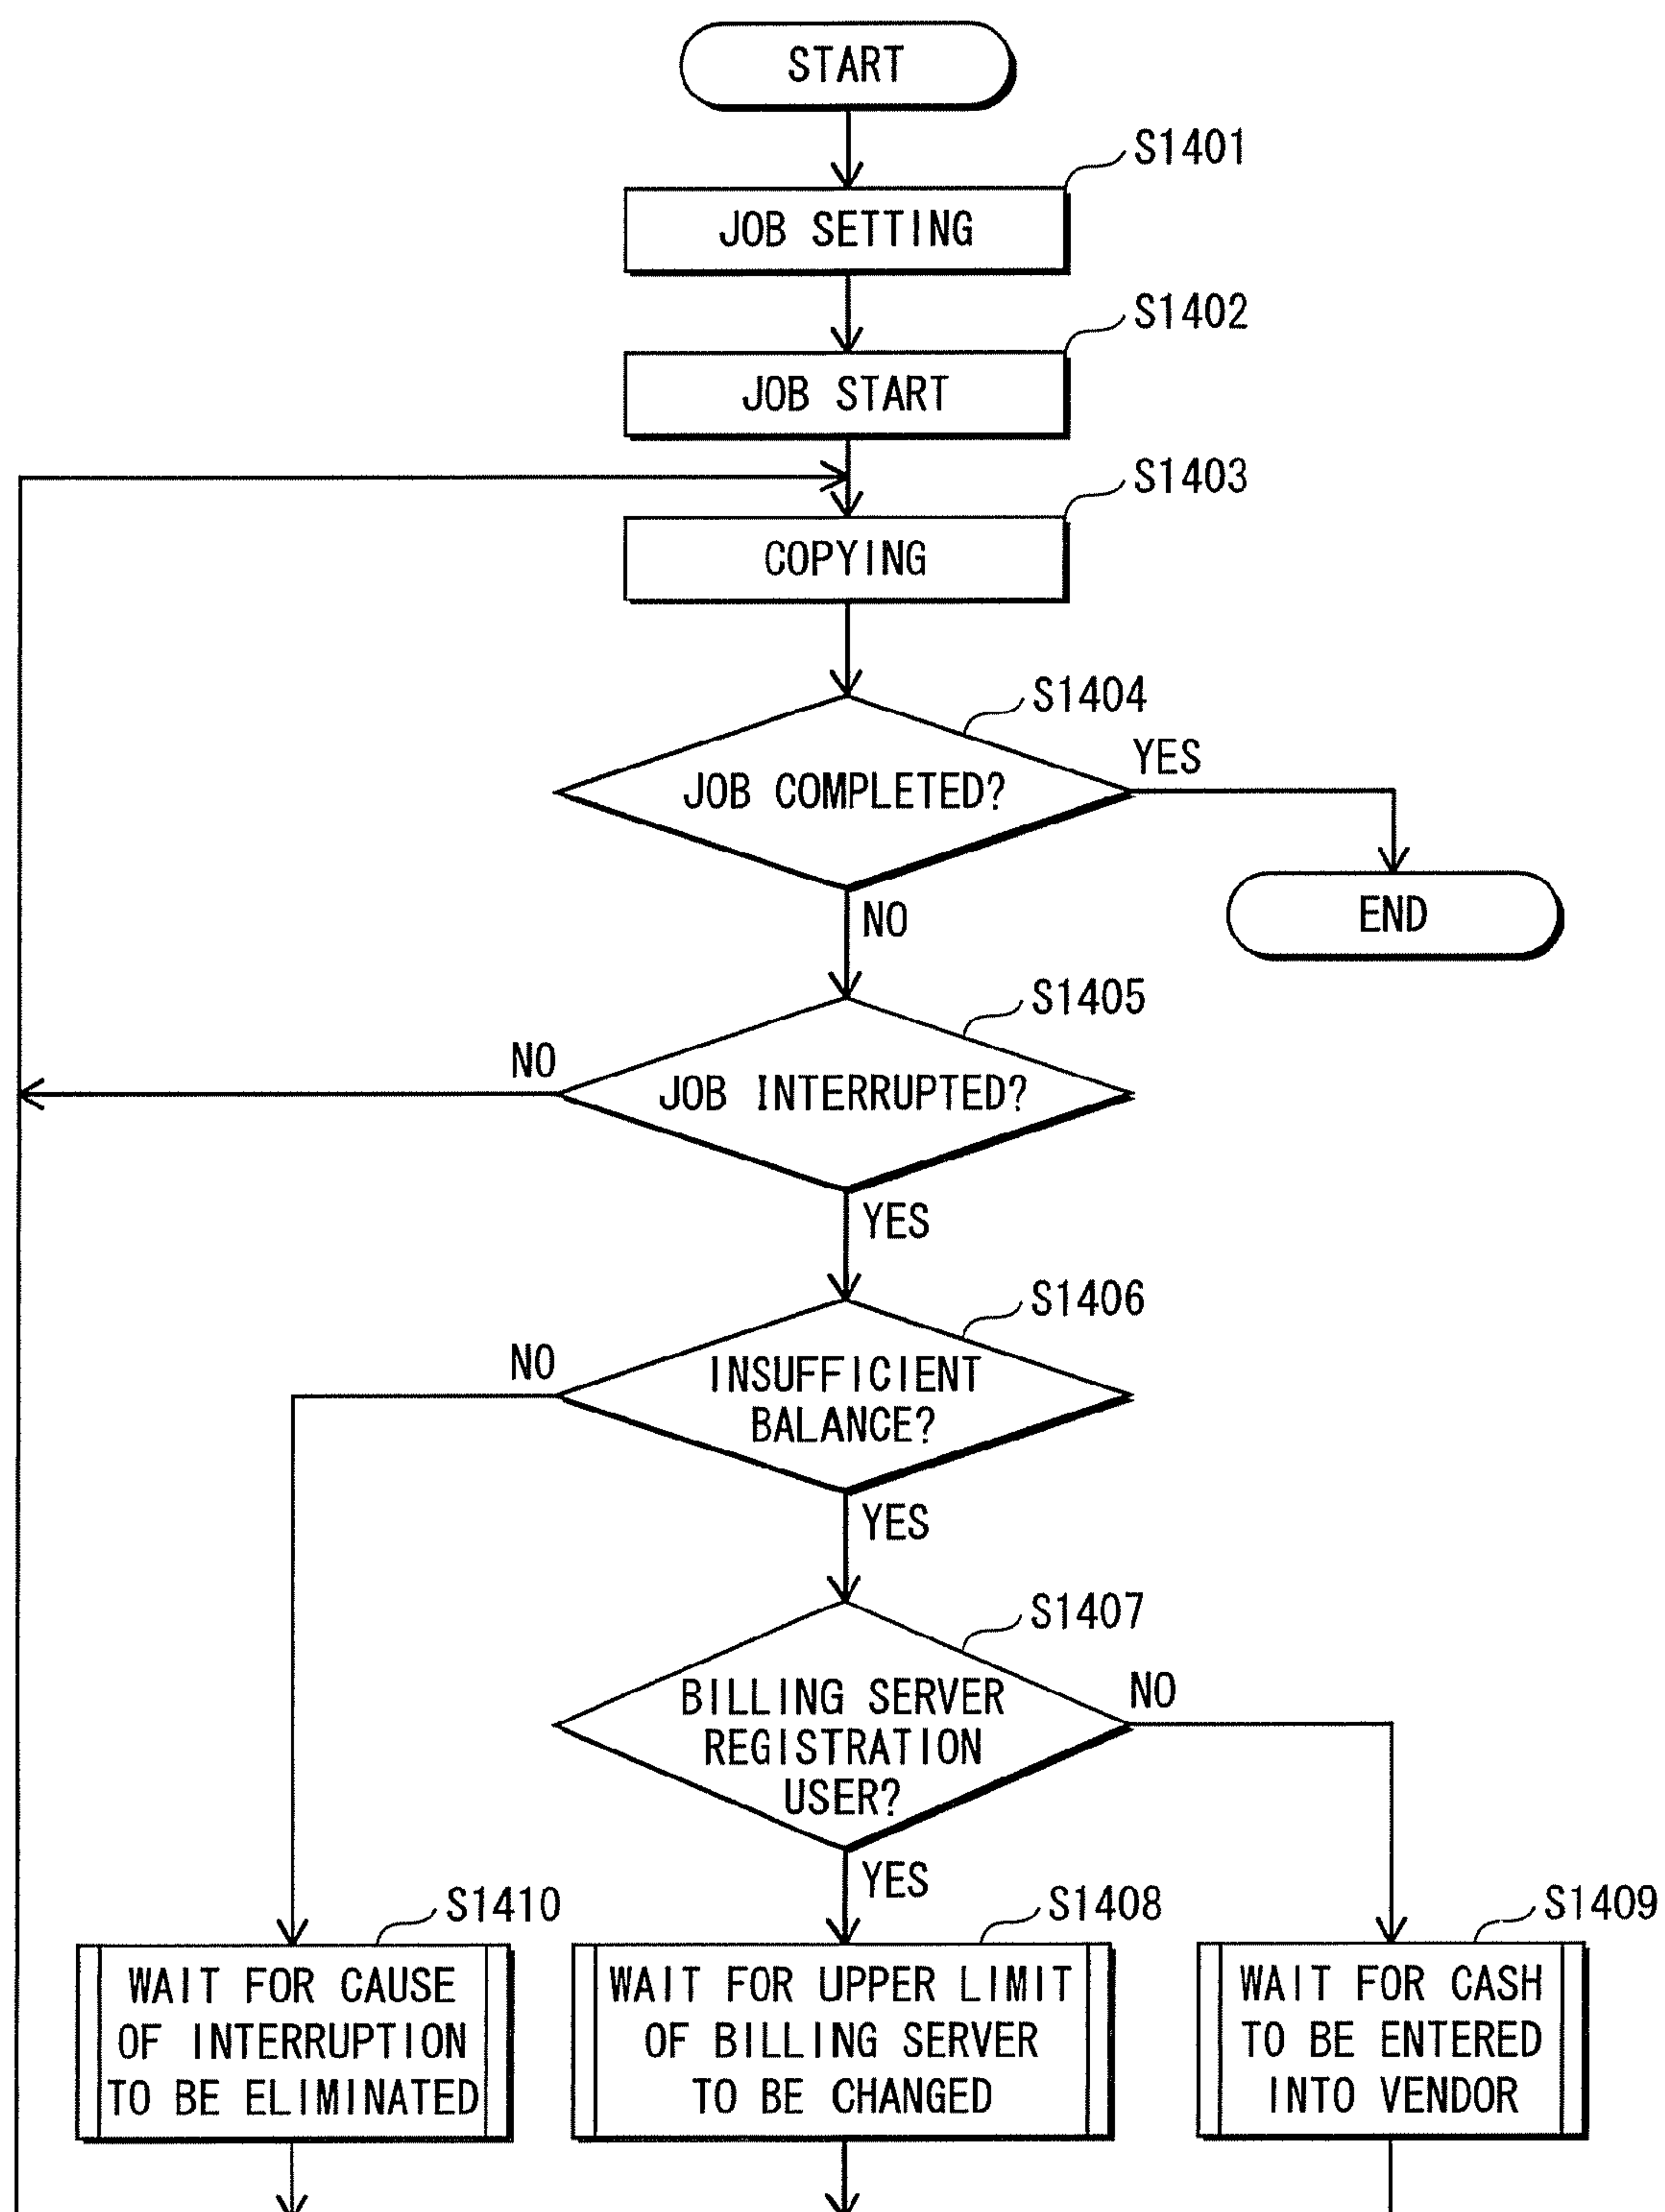 START
S1401
JOB SETTING
S1402
JOB START
S1403
COPYING
S1404
JOB COMPLETED?
YES
NO
END
S1405
JOB INTERRUPTED?
NO
YES
S1406
INSUFFICIENT
BALANCE?
NO
YES
S1407
BILLING SERVER
REGISTRATION
USER?
NO
YES
S1410
WAIT FOR CAUSE
OF INTERRUPTION
TO BE ELIMINATED
S1408
WAIT FOR UPPER LIMIT
OF BILLING SERVER
TO BE CHANGED
S1409
WAIT FOR CASH
TO BE ENTERED
INTO VENDOR